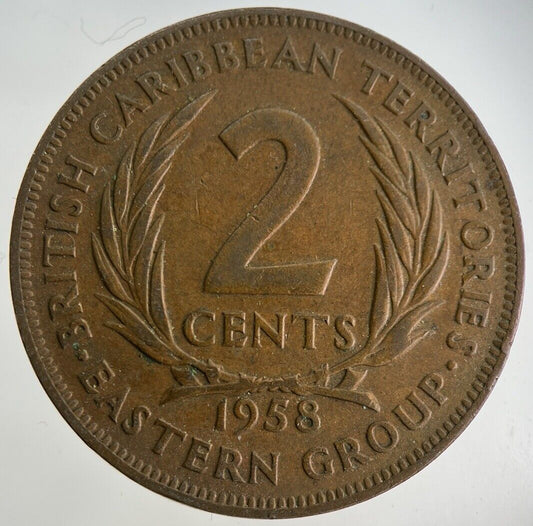 BRITISH CARIBBEAN TERRITORIES
2
CENTS
1958
EASTERN GROUP